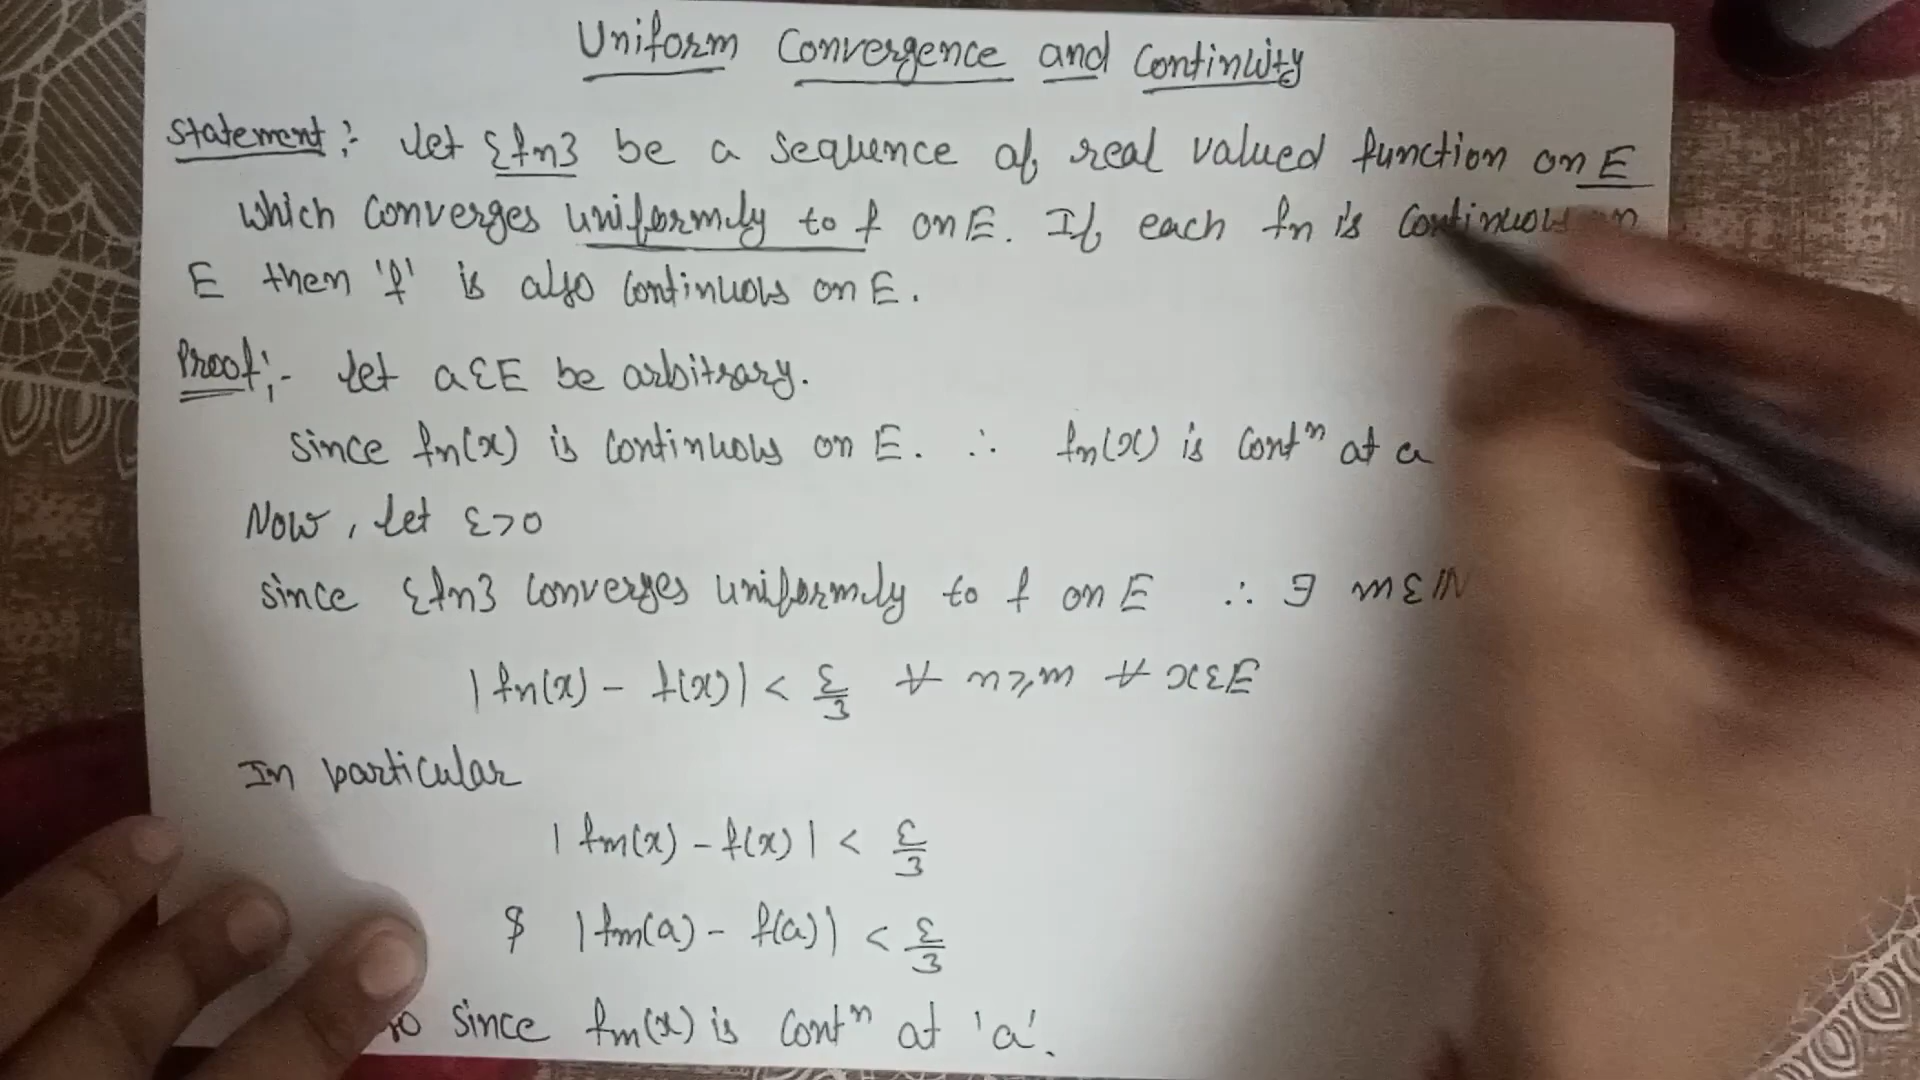 Uniform Convergence and Continuity
Statement :- Let {fn} be a sequence of real valued function on E
which converges uniformly to f on E. If each fn is continuous on
E then 'f' is also continuous on E.
Proof :- Let a ∈ E be arbitrary.
Since fn(x) is continuous on E. ∴ fn(x) is contⁿ at a
Now, Let ε>0
Since {fn} converges uniformly to f on E ∴ ∃ m ∈ IN
|fn(x) - f(x)| < ε/3 ∀ n ≥ m ∀ x ∈ E
In particular
|fm(x) - f(x)| < ε/3
& |fm(a) - f(a)| < ε/3
since fm(x) is contⁿ at 'a'.